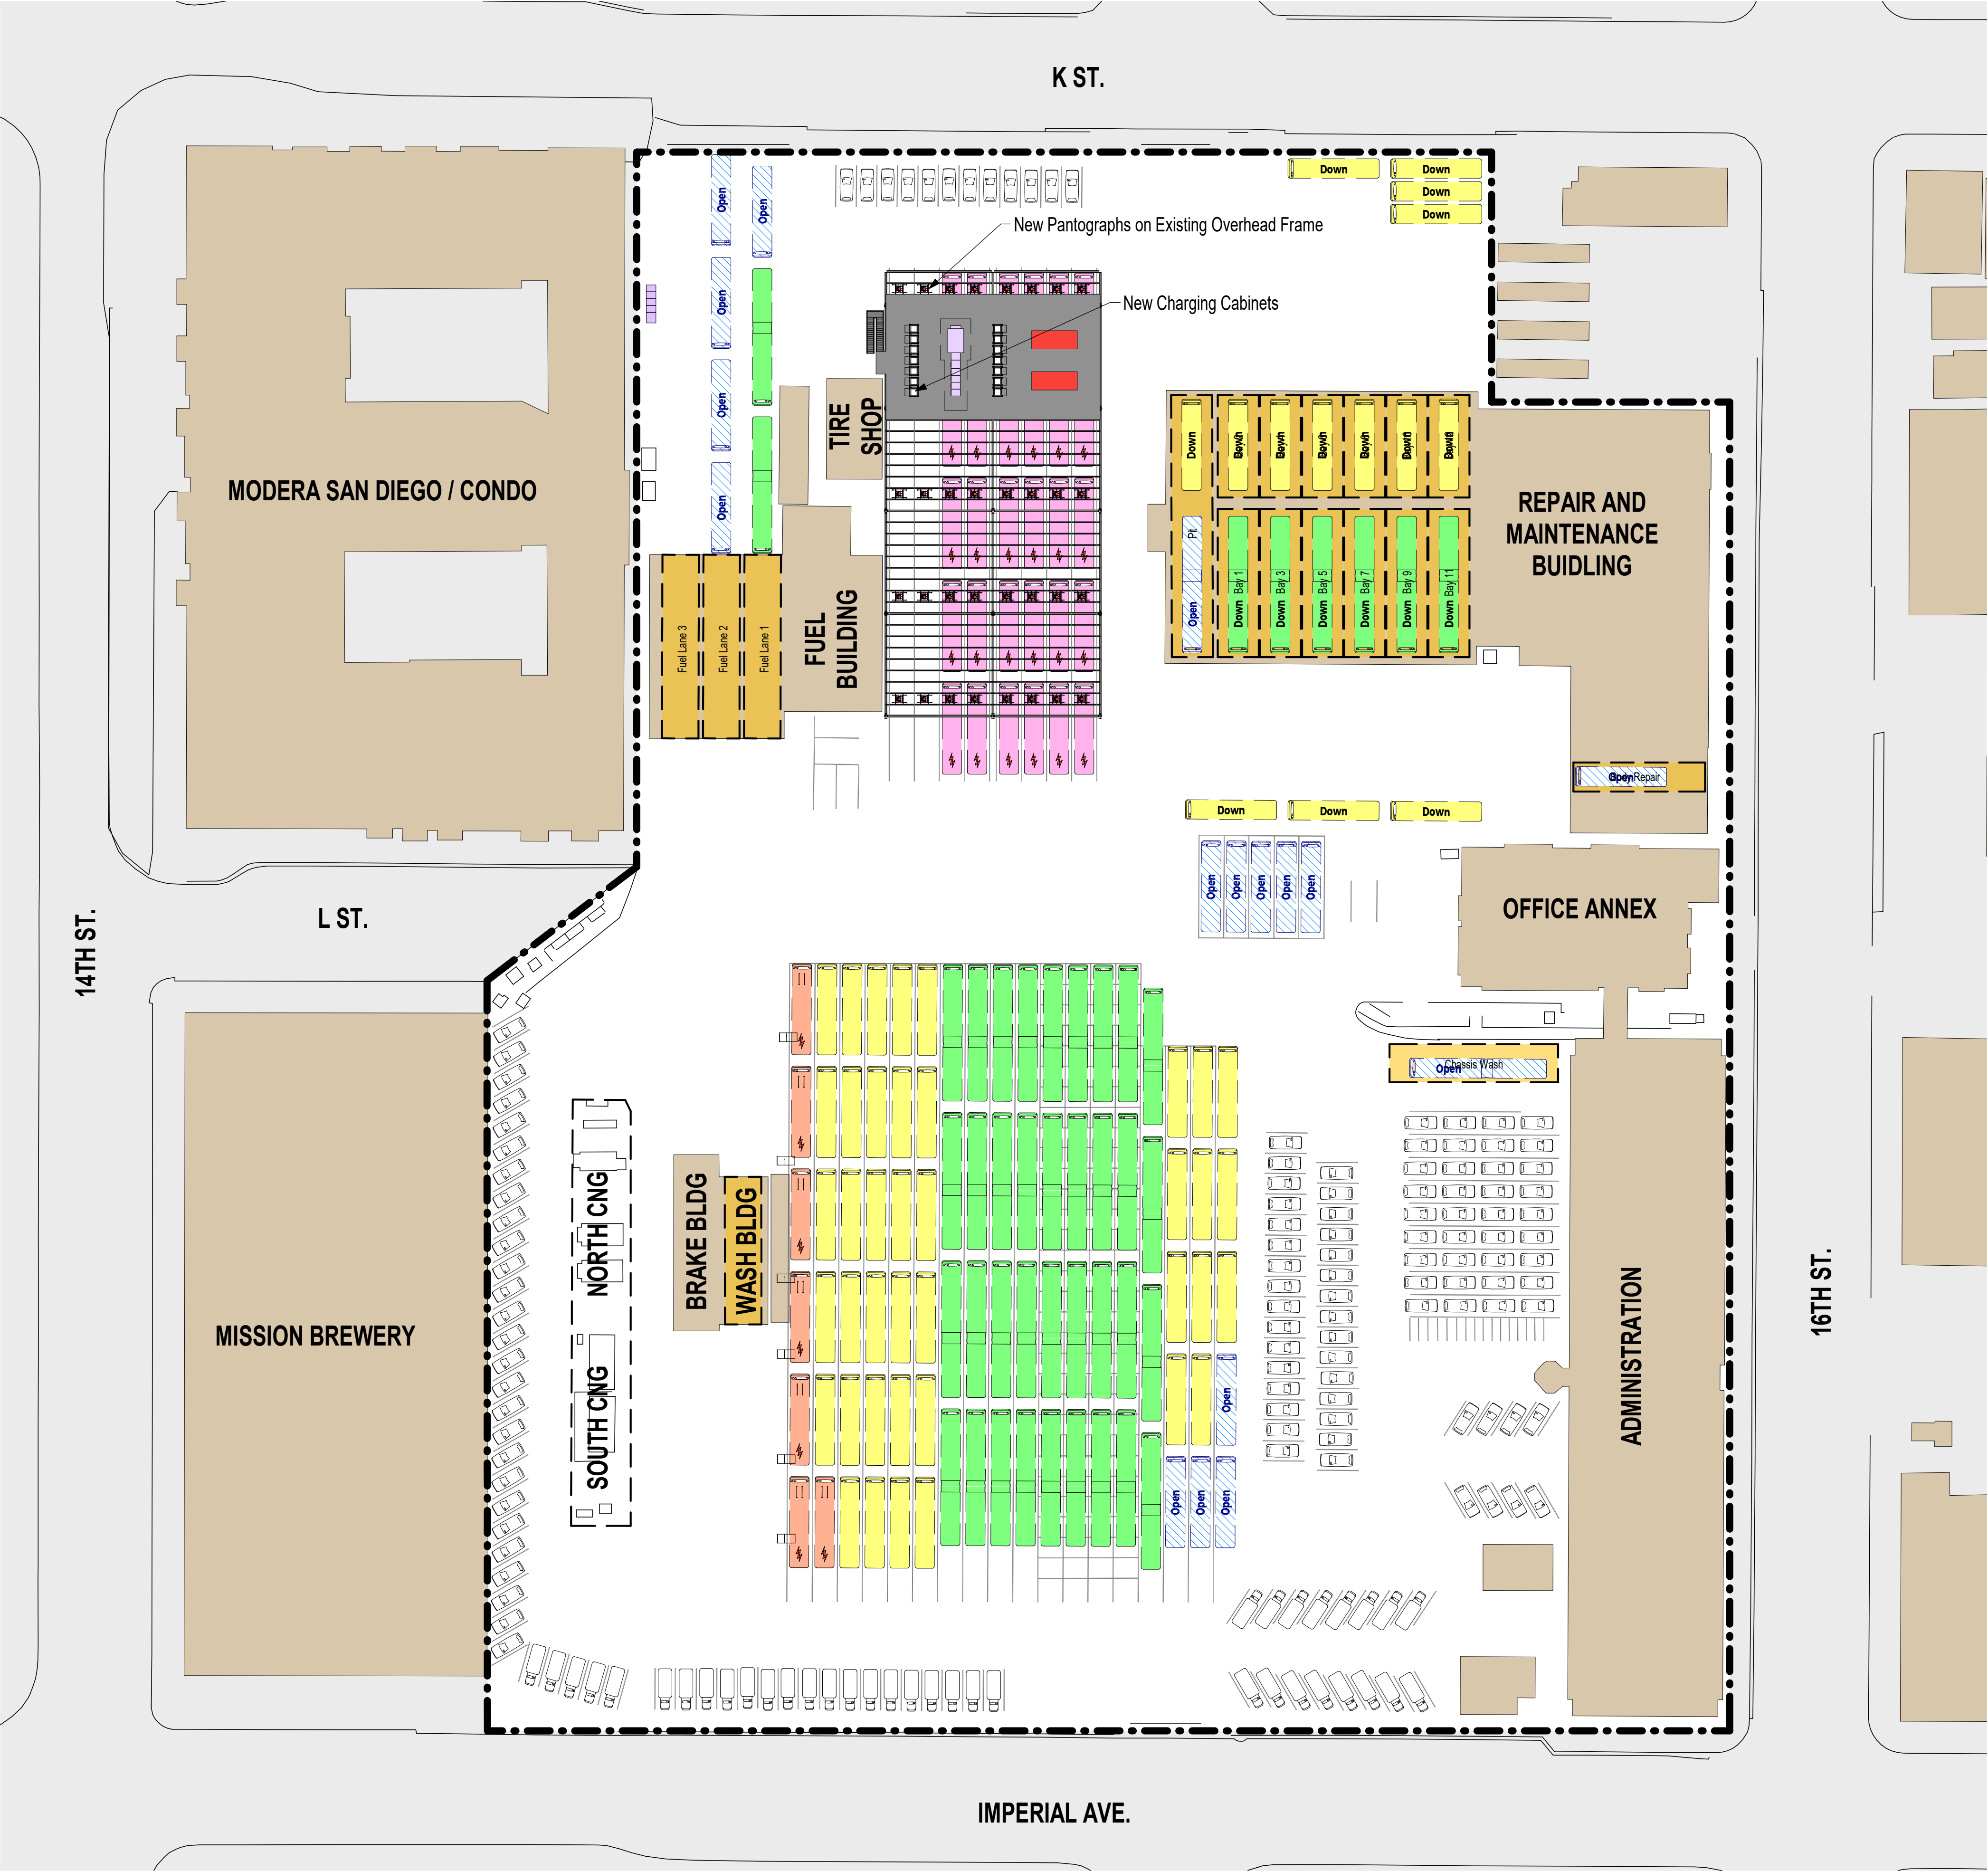 K ST.
Down
Down
Down
Down
Open
Open
New Pantographs on Existing Overhead Frame
Open
New Charging Cabinets
Open
TIRE
SHOP
Down
MODERA SAN DIEGO / CONDO
Open
REPAIR AND
MAINTENANCE
BUIDLING
Pit
Open
Down Bay 1
Down Bay 3
Down Bay 5
Down Bay 7
Down Bay 9
Down Bay 11
FUEL
BUILDING
Fuel Lane 3
Fuel Lane 2
Fuel Lane 1
Open
Repair
Down
Down
Down
Open
Open
Open
Open
Open
OFFICE ANNEX
L ST.
14TH ST.
Chassis Wash
Open
NORTH CNG
BRAKE BLDG
WASH BLDG
16TH ST.
MISSION BREWERY
ADMINISTRATION
SOUTH CNG
Open
Open
Open
Open
IMPERIAL AVE.